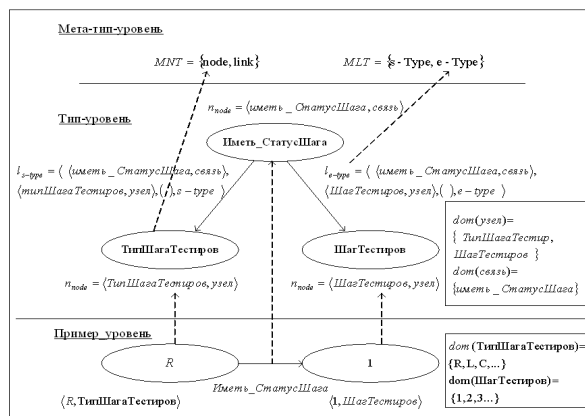 Мета-тип-уровень
MNT = {node, link}
MLT = {s - Type, e - Type}
n_node = ⟨иметь_СтатусШага, связь⟩
Тип-уровень
Иметь_СтатусШага
l_s-type = ⟨ ⟨иметь_СтатусШага, связь⟩,
⟨типШагаТестиров, узел⟩, ( ), s - type ⟩
l_e-type = ⟨ ⟨иметь_СтатусШага, связь⟩,
⟨ШагТестиров, узел⟩, ( ), e - type ⟩
dom(узел)=
{ ТипШагаТестир,
ШагТестиров }
dom(связь)=
{иметь_СтатусШага}
ТипШагаТестиров
ШагТестиров
n_node = ⟨ТипШагаТестиров, узел⟩
n_node = ⟨ШагТестиров, узел⟩
Пример_уровень
R
1
Иметь_СтатусШага
⟨R, ТипШагаТестиров⟩
⟨1, ШагТестиров⟩
dom (ТипШагаТестиров)=
{R,L,C,...}
dom(ШагТестиров)=
{1,2,3...}